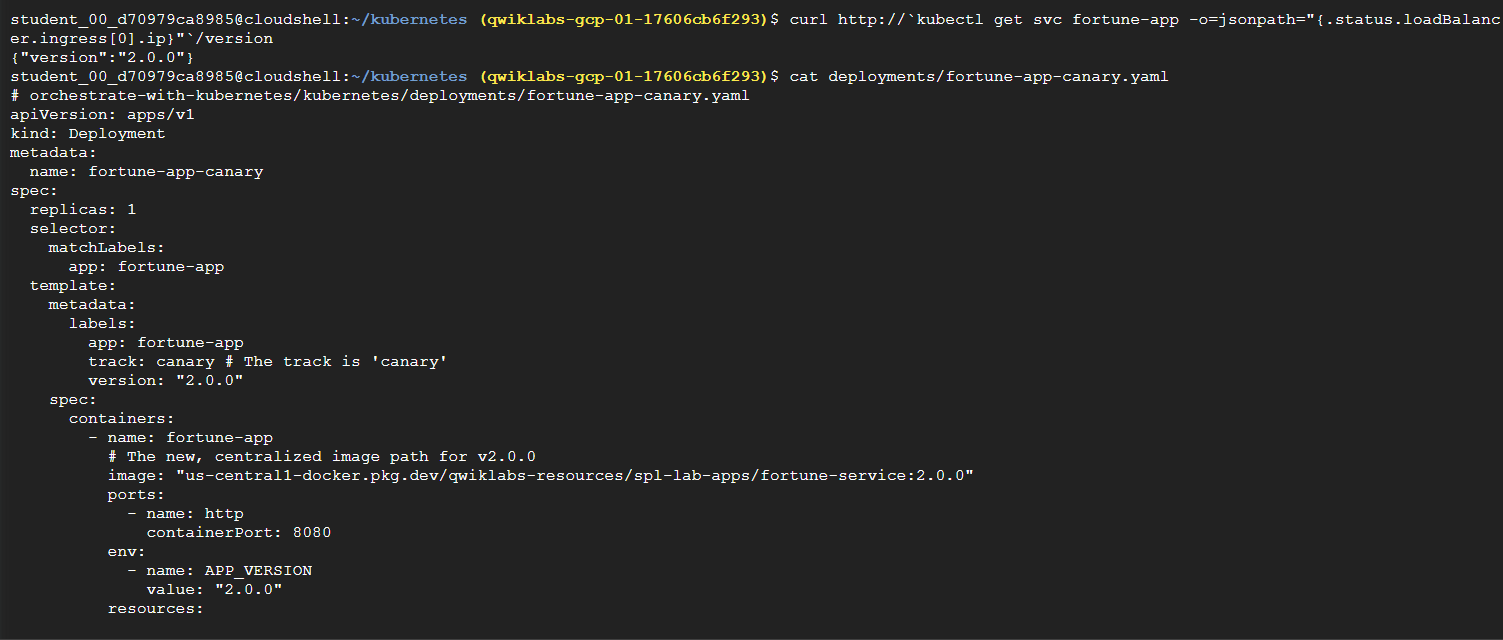 student_00_d70979ca8985@cloudshell:~/kubernetes (qwiklabs-gcp-01-17606cb6f293)$ curl http://`kubectl get svc fortune-app -o=jsonpath="{.status.loadBalanc
er.ingress[0].ip}"`/version
{"version":"2.0.0"}
student_00_d70979ca8985@cloudshell:~/kubernetes (qwiklabs-gcp-01-17606cb6f293)$ cat deployments/fortune-app-canary.yaml
# orchestrate-with-kubernetes/kubernetes/deployments/fortune-app-canary.yaml
apiVersion: apps/v1
kind: Deployment
metadata:
  name: fortune-app-canary
spec:
  replicas: 1
  selector:
    matchLabels:
      app: fortune-app
  template:
    metadata:
      labels:
        app: fortune-app
        track: canary # The track is 'canary'
        version: "2.0.0"
    spec:
      containers:
        - name: fortune-app
          # The new, centralized image path for v2.0.0
          image: "us-central1-docker.pkg.dev/qwiklabs-resources/spl-lab-apps/fortune-service:2.0.0"
          ports:
            - name: http
              containerPort: 8080
          env:
            - name: APP_VERSION
              value: "2.0.0"
          resources: